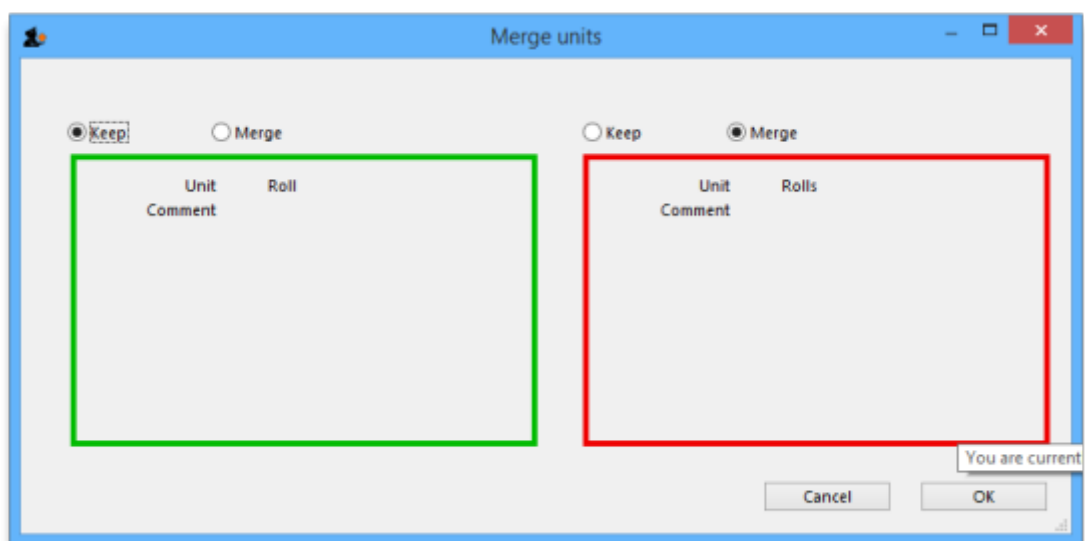 Merge units
Keep Merge Keep Merge
Unit Roll
Comment
Unit Rolls
Comment
You are current
Cancel OK